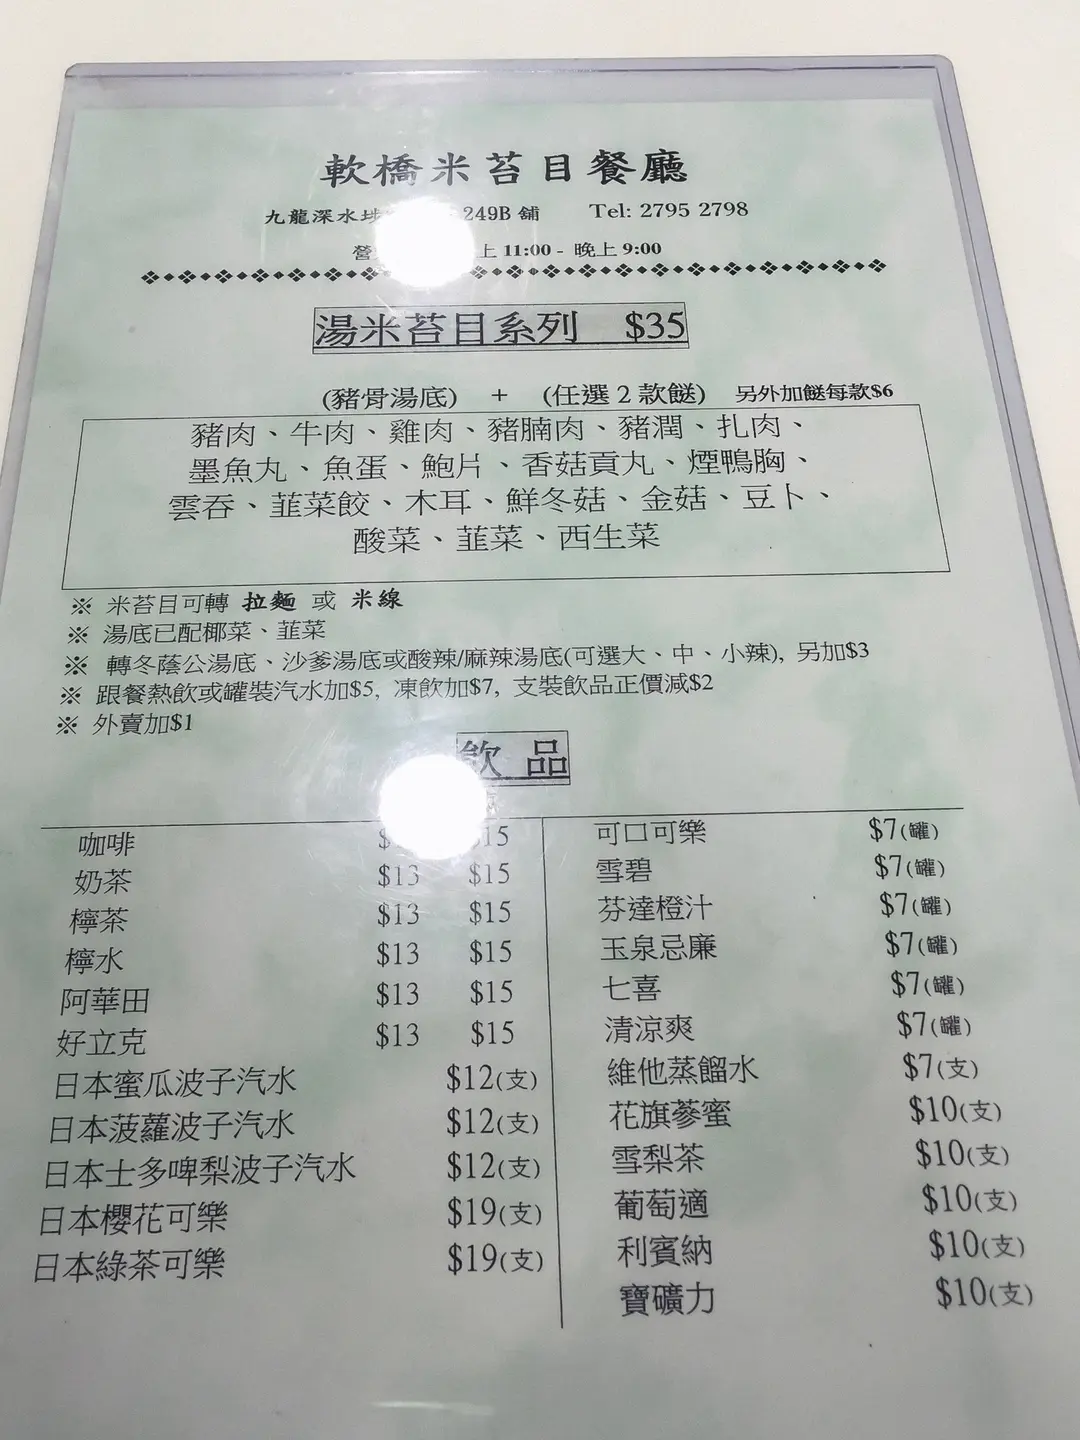 軟橋米苔目餐廳
九龍深水埗 249B 舖 Tel: 2795 2798
營 上 11:00 - 晚上 9:00
湯米苔目系列 $35
(豬骨湯底) + (任選 2 款餸) 另外加餸每款$6
豬肉、牛肉、雞肉、豬腩肉、豬潤、扎肉、
墨魚丸、魚蛋、鮑片、香菇貢丸、煙鴨胸、
雲吞、韮菜餃、木耳、鮮冬菇、金菇、豆卜、
酸菜、韮菜、西生菜
※ 米苔目可轉 拉麵 或 米線
※ 湯底已配椰菜、韮菜
※ 轉冬蔭公湯底、沙爹湯底或酸辣/麻辣湯底(可選大、中、小辣), 另加$3
※ 跟餐熱飲或罐裝汽水加$5, 凍飲加$7, 支裝飲品正價減$2
※ 外賣加$1
飲 品
咖啡 $15
奶茶 $13 $15
檸茶 $13 $15
檸水 $13 $15
阿華田 $13 $15
好立克 $13 $15
日本蜜瓜波子汽水 $12(支)
日本菠蘿波子汽水 $12(支)
日本士多啤梨波子汽水 $12(支)
日本櫻花可樂 $19(支)
日本綠茶可樂 $19(支)
可口可樂 $7(罐)
雪碧 $7(罐)
芬達橙汁 $7(罐)
玉泉忌廉 $7(罐)
七喜 $7(罐)
清涼爽 $7(罐)
維他蒸餾水 $7(支)
花旗蔘蜜 $10(支)
雪梨茶 $10(支)
葡萄適 $10(支)
利賓納 $10(支)
寶礦力 $10(支)